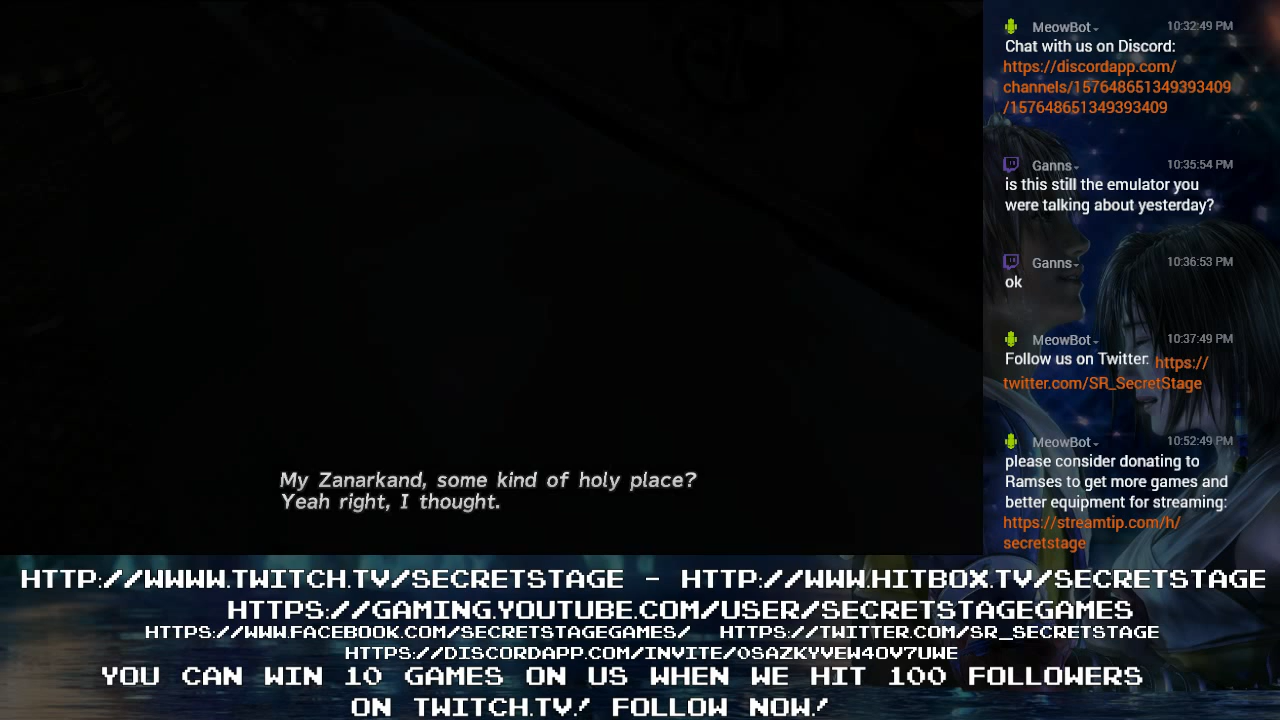 MeowBot
10:32:49 PM
Chat with us on Discord:
https://discordapp.com/
channels/157648651349393409
/157648651349393409
Ganns
10:35:54 PM
is this still the emulator you
were talking about yesterday?
Ganns
10:36:53 PM
ok
MeowBot
10:37:49 PM
Follow us on Twitter: https://
twitter.com/SR_SecretStage
MeowBot
10:52:49 PM
please consider donating to
Ramses to get more games and
better equipment for streaming:
https://streamtip.com/h/
secretstage
My Zanarkand, some kind of holy place?
Yeah right, I thought.
HTTP://WWWW.TWITCH.TV/SECRETSTAGE - HTTP://WWW.HITBOX.TV/SECRETSTAGE
HTTPS://GAMING.YOUTUBE.COM/USER/SECRETSTAGEGAMES
HTTPS://WWW.FACEBOOK.COM/SECRETSTAGEGAMES/ HTTPS://TWITTER.COM/SR_SECRETSTAGE
HTTPS://DISCORDAPP.COM/INVITE/0SAZKYVEW4OV7UWE
YOU CAN WIN 10 GAMES ON US WHEN WE HIT 100 FOLLOWERS
ON TWITCH.TV! FOLLOW NOW!